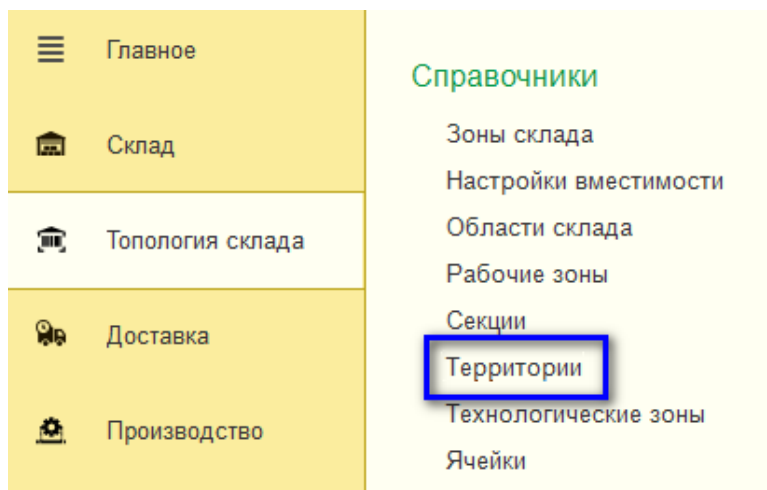 Главное
Склад
Топология склада
Доставка
Производство
Справочники
Зоны склада
Настройки вместимости
Области склада
Рабочие зоны
Секции
Территории
Технологические зоны
Ячейки